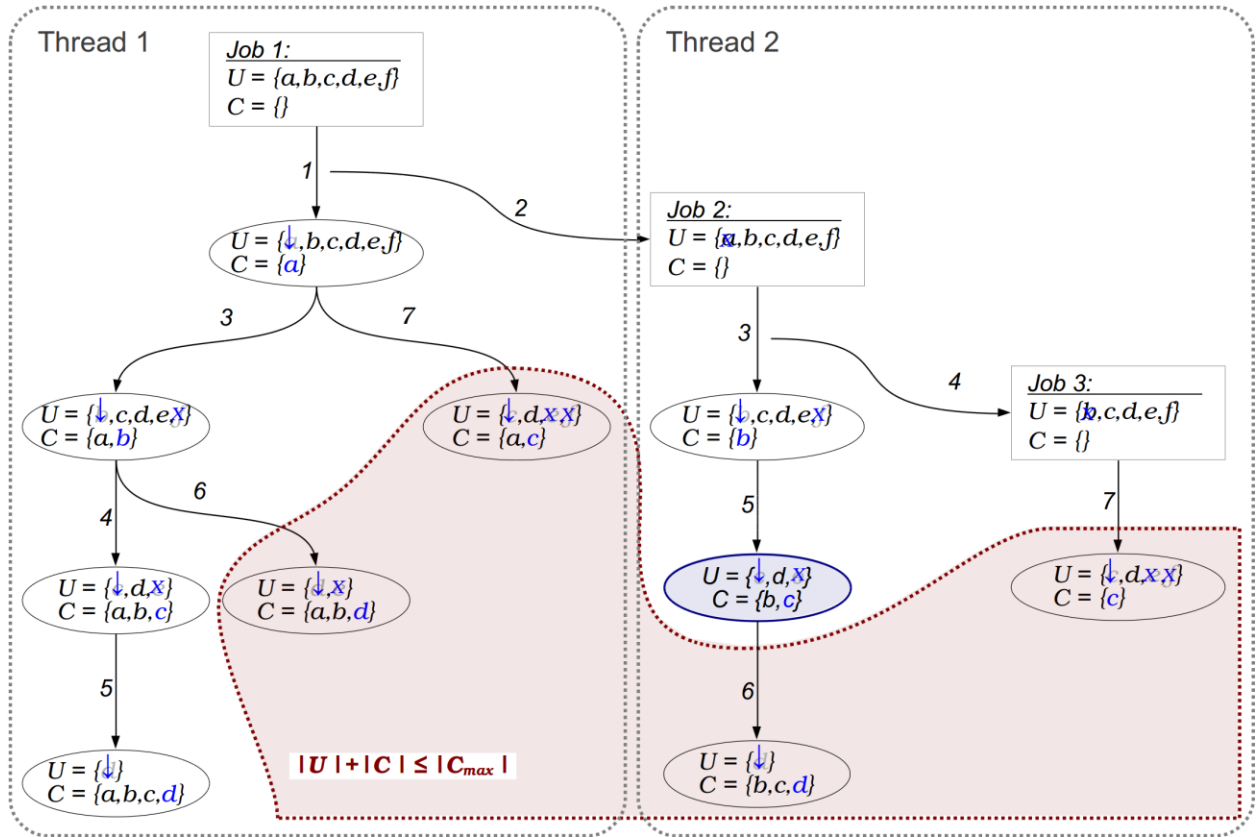 Thread 1
Thread 2
Job 1:
U = {a,b,c,d,e,f}
C = {}
1
2
Job 2:
U = {a,b,c,d,e,f}
C = {}
U = {a,b,c,d,e,f}
C = {a}
3
7
3
4
Job 3:
U = {b,c,d,e,f}
C = {}
U = {b,c,d,e,f}
C = {a,b}
U = {c,d,e,f}
C = {a,c}
U = {b,c,d,e,f}
C = {b}
4
6
5
7
U = {c,d,e}
C = {a,b,c}
U = {d,e}
C = {a,b,d}
U = {c,d,e}
C = {b,c}
U = {c,d,e,f}
C = {c}
5
6
U = {d}
C = {a,b,c,d}
|U|+|C| ≤ |Cmax|
U = {d}
C = {b,c,d}